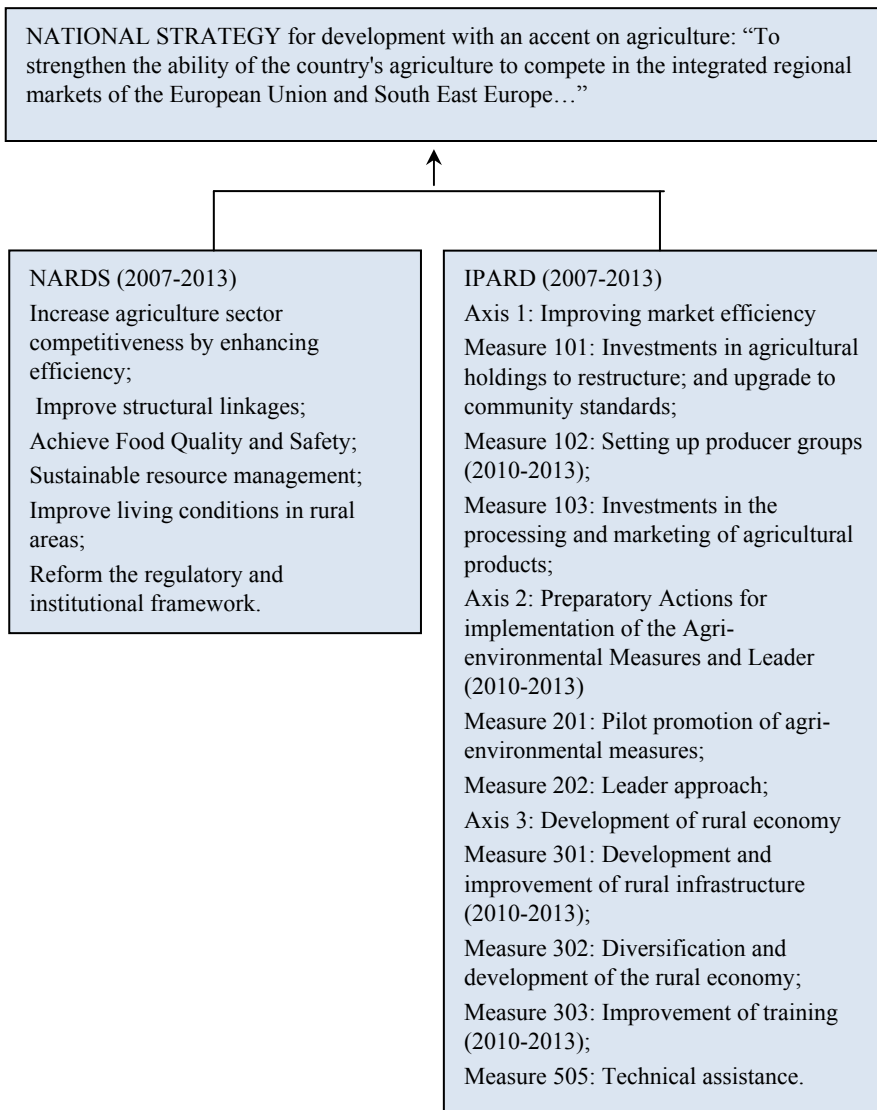 NATIONAL STRATEGY for development with an accent on agriculture: “To
strengthen the ability of the country's agriculture to compete in the integrated regional
markets of the European Union and South East Europe…”
NARDS (2007-2013)
Increase agriculture sector
competitiveness by enhancing
efficiency;
Improve structural linkages;
Achieve Food Quality and Safety;
Sustainable resource management;
Improve living conditions in rural
areas;
Reform the regulatory and
institutional framework.
IPARD (2007-2013)
Axis 1: Improving market efficiency
Measure 101: Investments in agricultural
holdings to restructure; and upgrade to
community standards;
Measure 102: Setting up producer groups
(2010-2013);
Measure 103: Investments in the
processing and marketing of agricultural
products;
Axis 2: Preparatory Actions for
implementation of the Agri-
environmental Measures and Leader
(2010-2013)
Measure 201: Pilot promotion of agri-
environmental measures;
Measure 202: Leader approach;
Axis 3: Development of rural economy
Measure 301: Development and
improvement of rural infrastructure
(2010-2013);
Measure 302: Diversification and
development of the rural economy;
Measure 303: Improvement of training
(2010-2013);
Measure 505: Technical assistance.